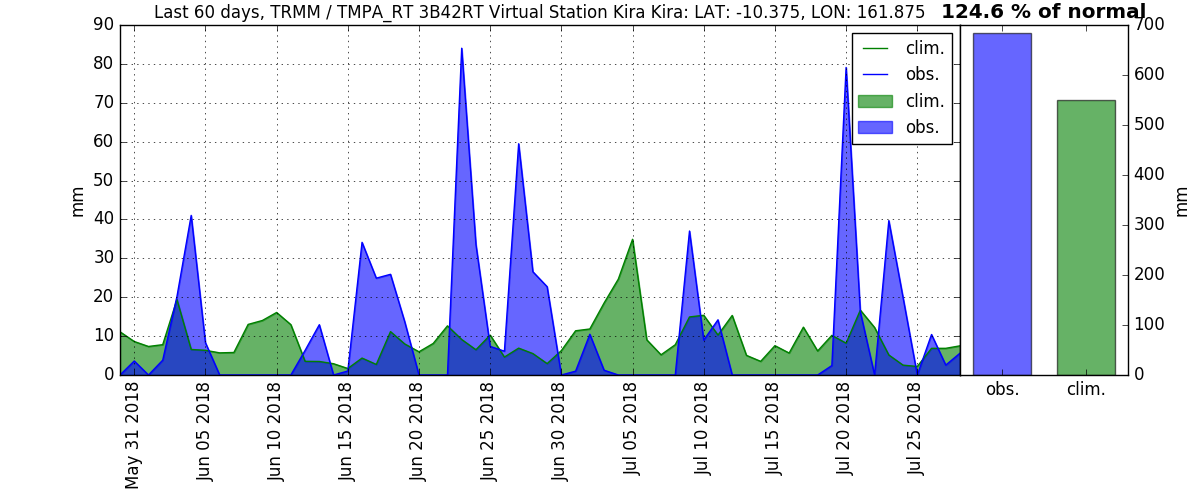 Last 60 days, TRMM / TMPA_RT 3B42RT Virtual Station Kira Kira: LAT: -10.375, LON: 161.875
124.6 % of normal
90
80
70
60
50
40
30
20
10
0
mm
clim.
obs.
clim.
obs.
700
600
500
400
300
200
100
0
mm
May 31 2018
Jun 05 2018
Jun 10 2018
Jun 15 2018
Jun 20 2018
Jun 25 2018
Jun 30 2018
Jul 05 2018
Jul 10 2018
Jul 15 2018
Jul 20 2018
Jul 25 2018
obs.
clim.